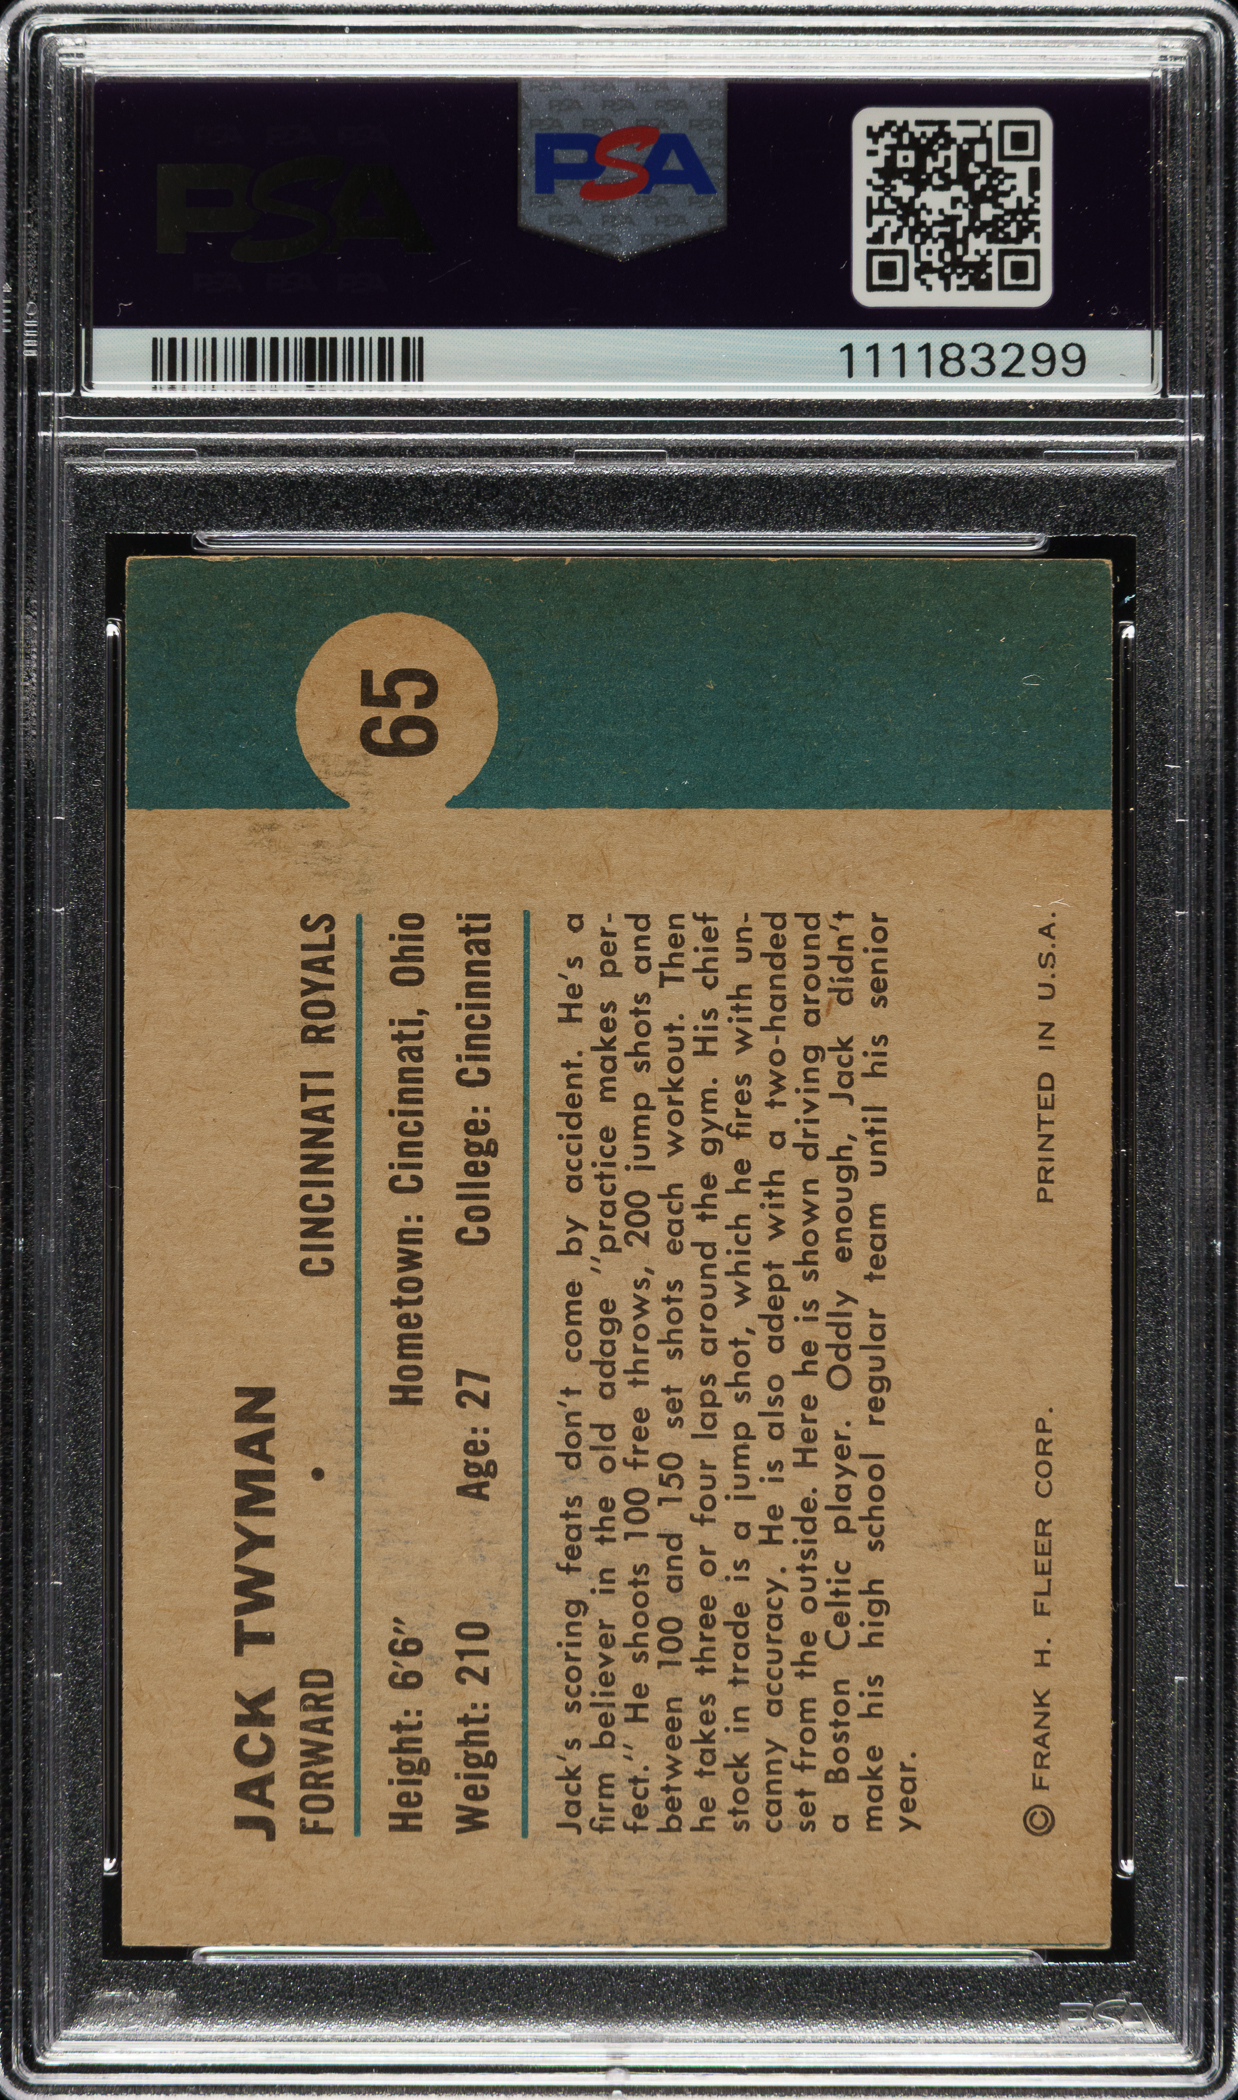 PSA
PSA
111183299
65
JACK TWYMAN
FORWARD • CINCINNATI ROYALS
Height: 6'6" Hometown: Cincinnati, Ohio
Weight: 210 Age: 27 College: Cincinnati
Jack's scoring feats don't come by accident. He's a
firm believer in the old adage "practice makes per-
fect." He shoots 100 free throws, 200 jump shots and
between 100 and 150 set shots each workout. Then
he takes three or four laps around the gym. His chief
stock in trade is a jump shot, which he fires with un-
canny accuracy. He is also adept with a two-handed
set from the outside. Here he is shown driving around
a Boston Celtic player. Oddly enough, Jack didn't
make his high school regular team until his senior
year.
© FRANK H. FLEER CORP. PRINTED IN U.S.A.
PSA